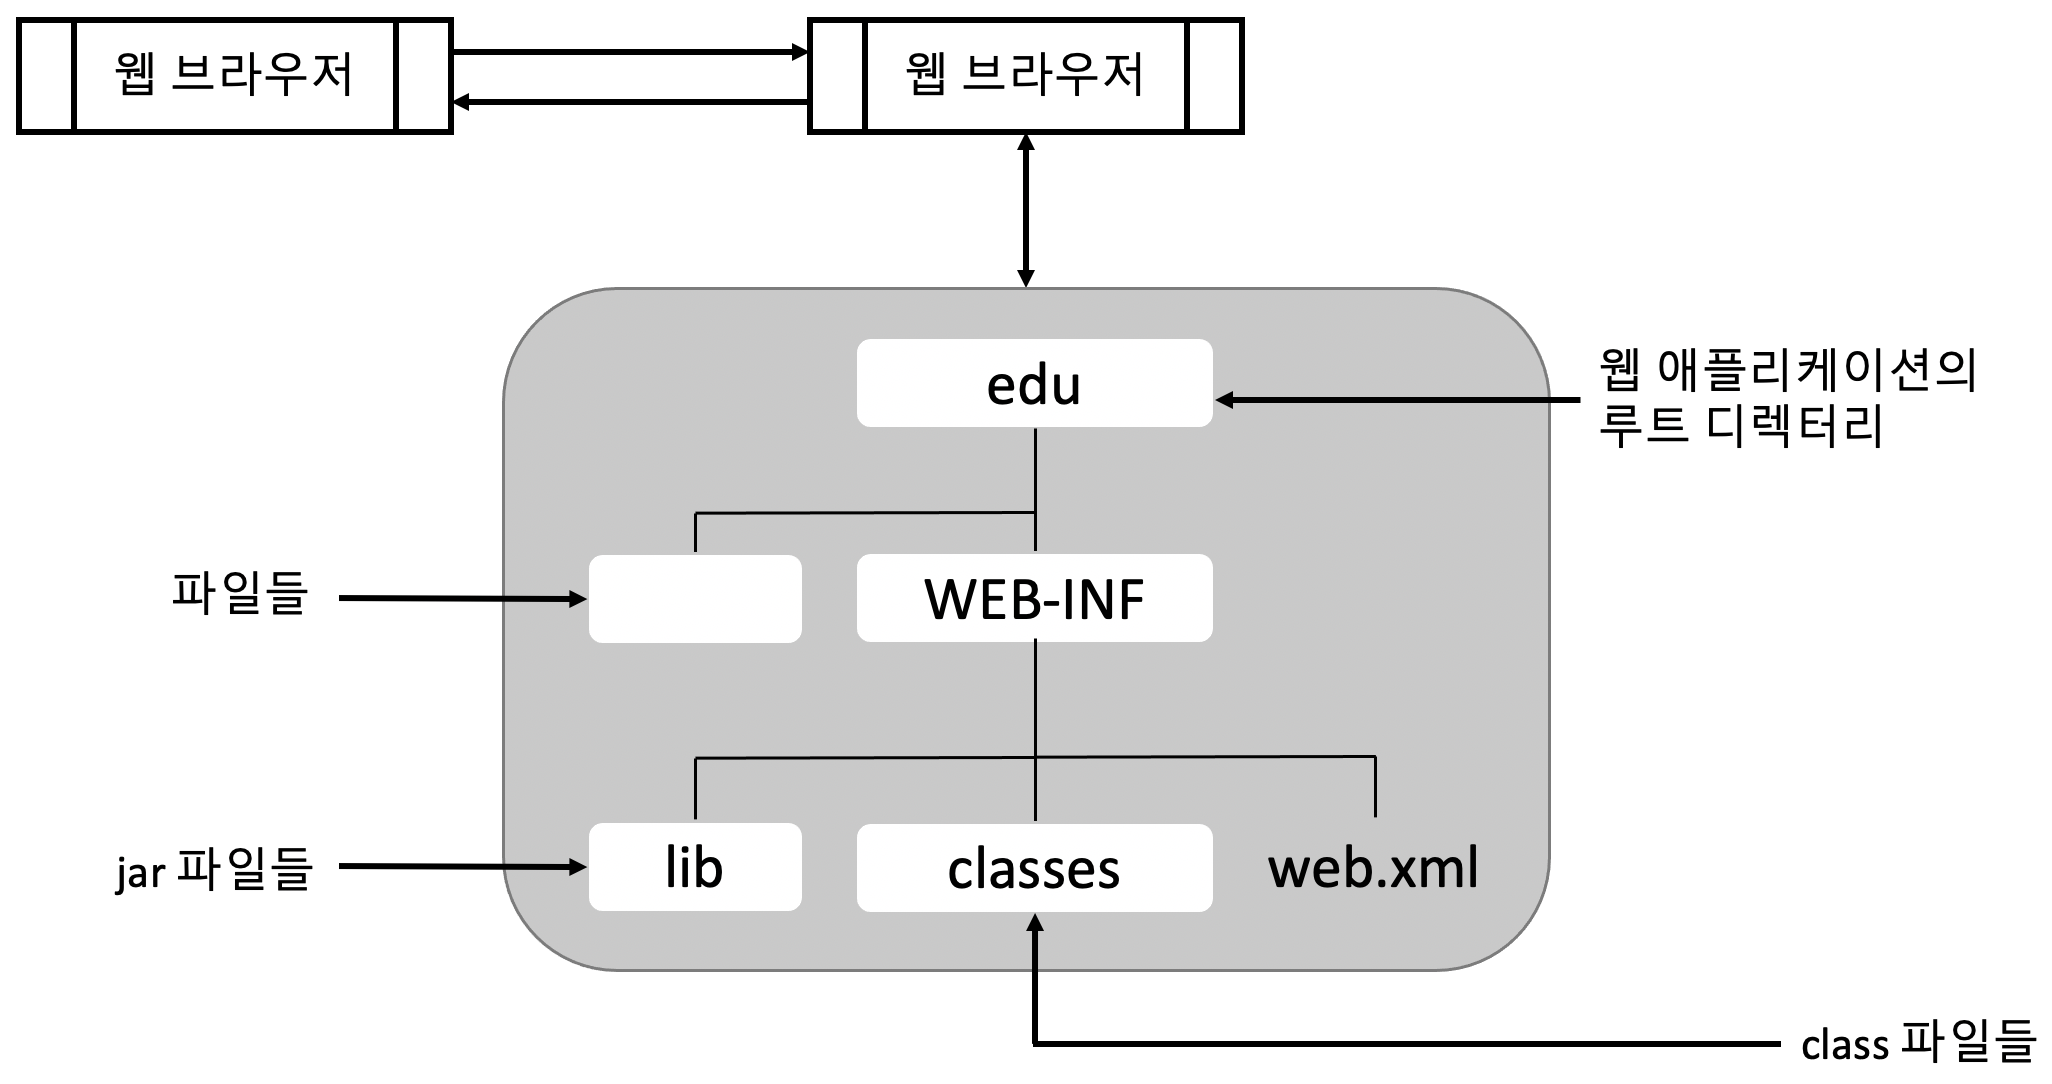 웹 브라우저
웹 브라우저
edu
웹 애플리케이션의
루트 디렉터리
파일들
WEB-INF
jar 파일들
lib
classes
web.xml
class 파일들